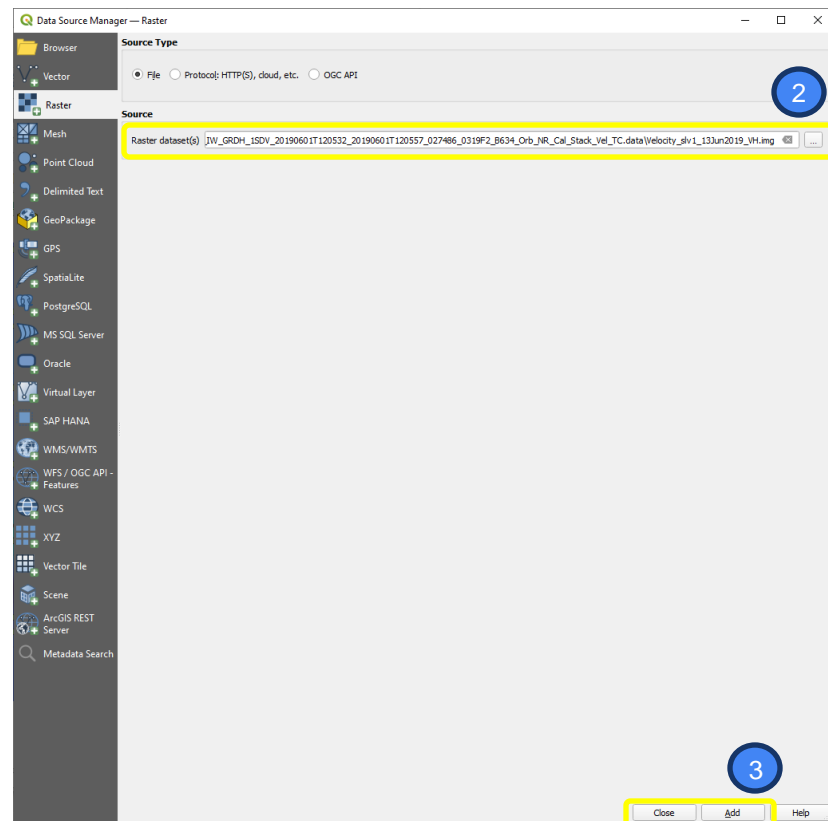 Data Source Manager — Raster
Browser
Vector
Raster
Mesh
Point Cloud
Delimited Text
GeoPackage
GPS
SpatiaLite
PostgreSQL
MS SQL Server
Oracle
Virtual Layer
SAP HANA
WMS/WMTS
WFS / OGC API -
Features
WCS
XYZ
Vector Tile
Scene
ArcGIS REST
Server
Metadata Search
Source Type
File Protocol: HTTP(S), cloud, etc. OGC API
2
Source
Raster dataset(s) IW_GRDH_1SDV_20190601T120532_20190601T120557_027486_0319F2_B634_Orb_NR_Cal_Stack_Vel_TC.data\Velocity_slv1_13Jun2019_VH.img ...
3
Close Add Help